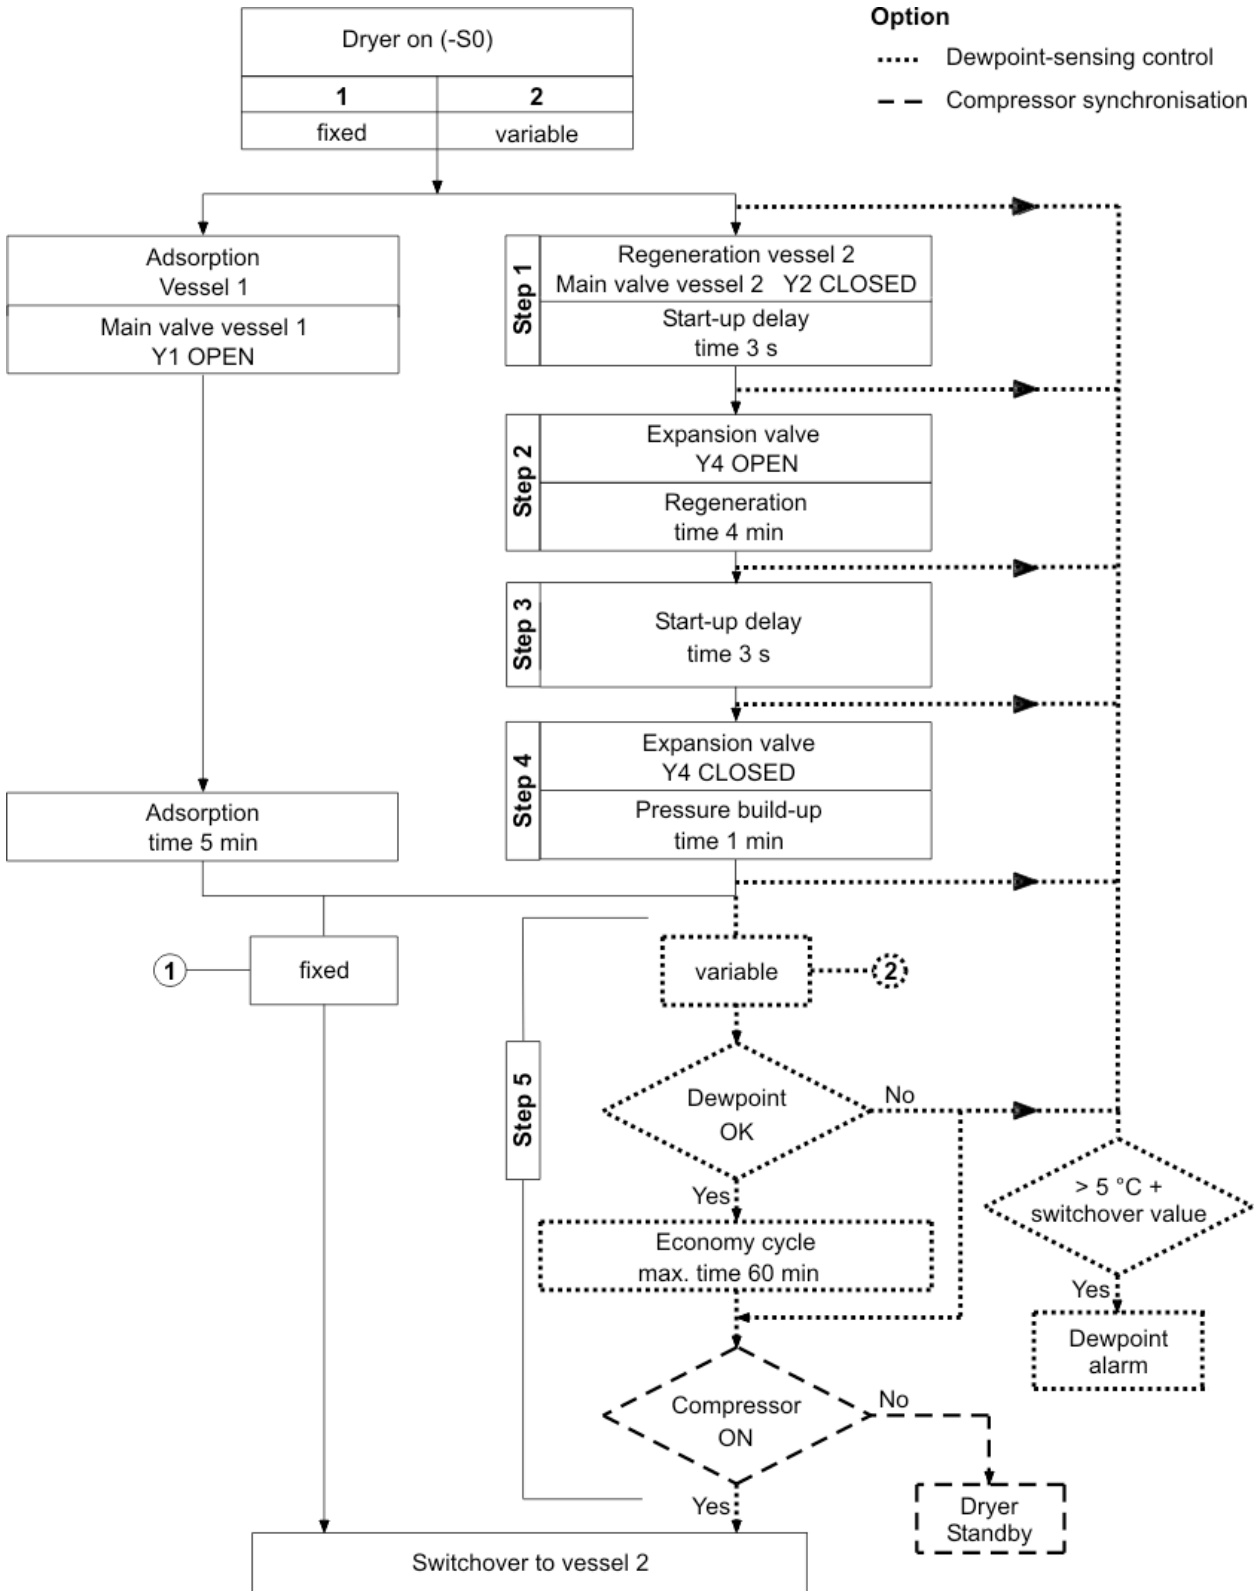 Option
Dewpoint-sensing control
Compressor synchronisation
Dryer on (-S0)
1 2
fixed variable
Adsorption
Vessel 1
Main valve vessel 1
Y1 OPEN
Step 1
Regeneration vessel 2
Main valve vessel 2 Y2 CLOSED
Start-up delay
time 3 s
Step 2
Expansion valve
Y4 OPEN
Regeneration
time 4 min
Step 3
Start-up delay
time 3 s
Step 4
Expansion valve
Y4 CLOSED
Pressure build-up
time 1 min
Adsorption
time 5 min
1
fixed
variable
2
Step 5
Dewpoint
OK
No
Yes
> 5 °C +
switchover value
Yes
Dewpoint
alarm
Economy cycle
max. time 60 min
Compressor
ON
No
Yes
Dryer
Standby
Switchover to vessel 2